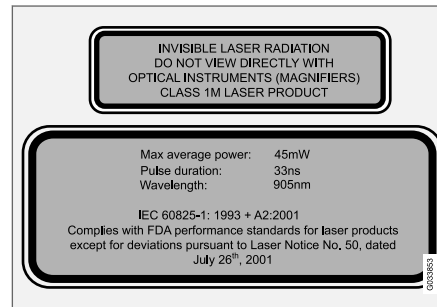 INVISIBLE LASER RADIATION
DO NOT VIEW DIRECTLY WITH
OPTICAL INSTRUMENTS (MAGNIFIERS)
CLASS 1M LASER PRODUCT
Max average power: 45mW
Pulse duration: 33ns
Wavelength: 905nm
IEC 60825-1: 1993 + A2:2001
Complies with FDA performance standards for laser products
except for deviations pursuant to Laser Notice No. 50, dated
July 26th, 2001
G033853